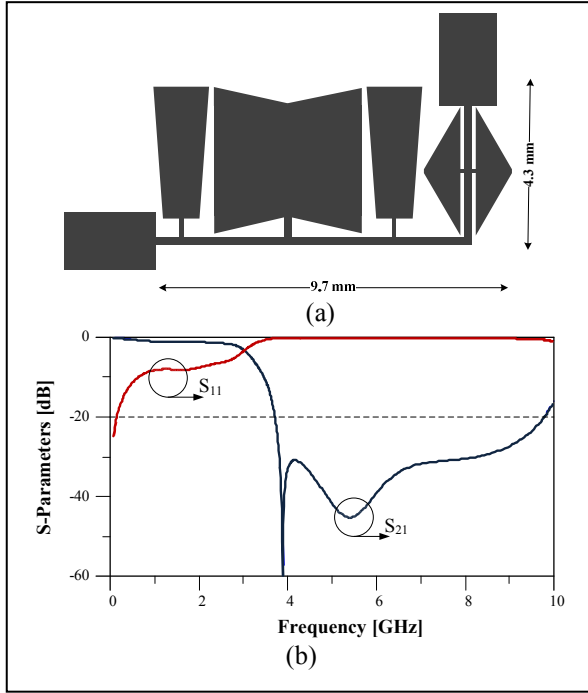 4.3 mm
9.7 mm
(a)
0
-20
-40
-60
S-Parameters [dB]
S11
S21
0 2 4 6 8 10
Frequency [GHz]
(b)